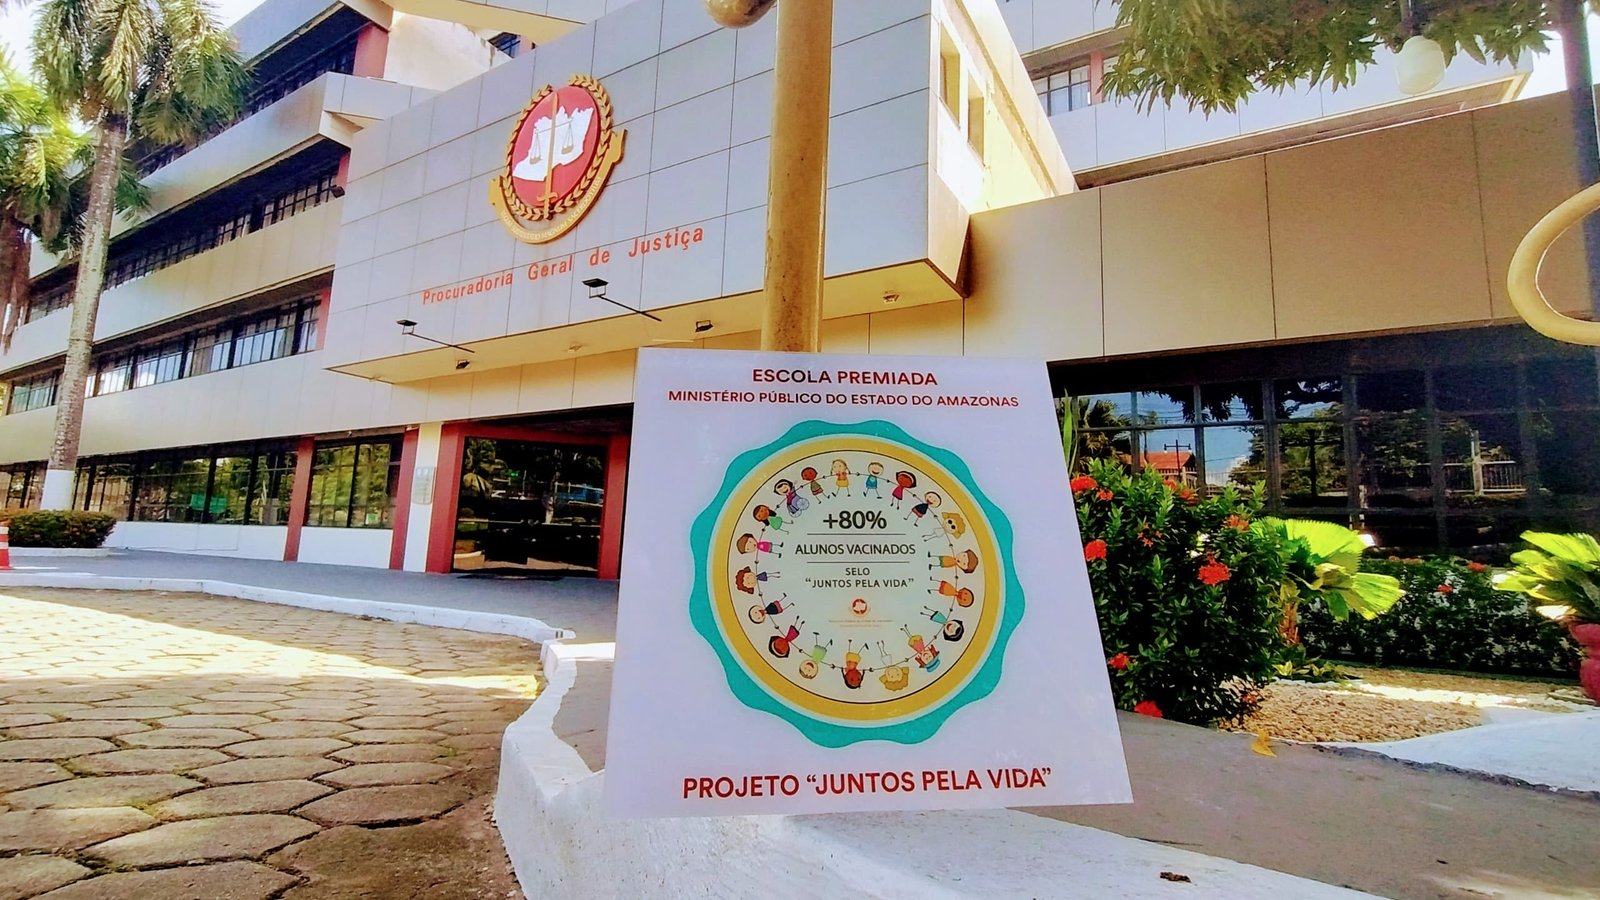 Procuradoria Geral de Justiça
ESCOLA PREMIADA
MINISTÉRIO PÚBLICO DO ESTADO DO AMAZONAS
+80%
ALUNOS VACINADOS
SELO
“JUNTOS PELA VIDA”
PROJETO “JUNTOS PELA VIDA”